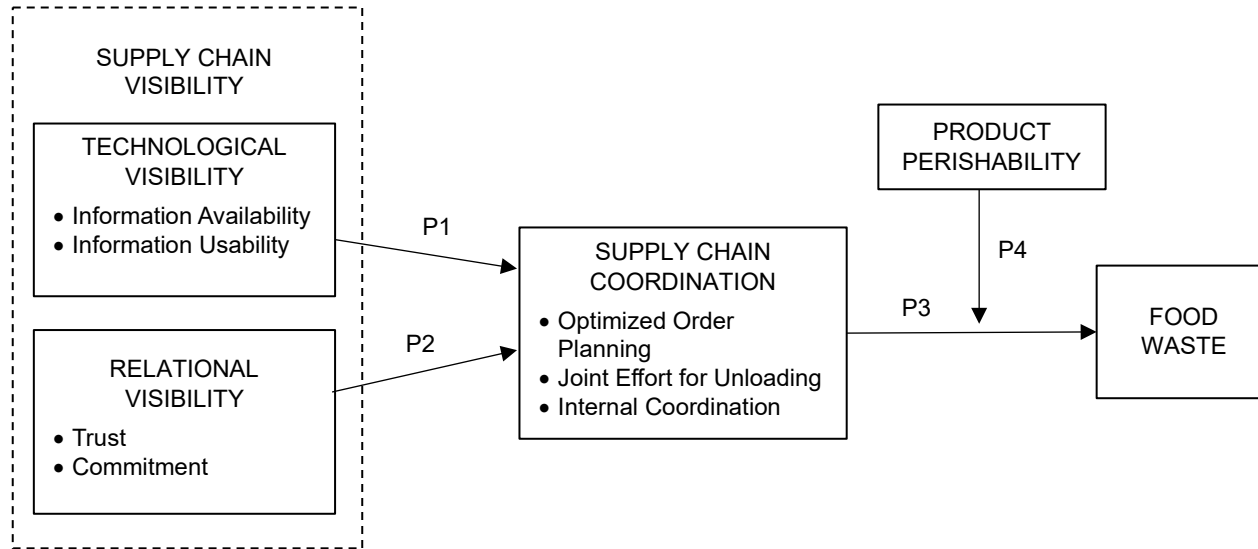 SUPPLY CHAIN
VISIBILITY
TECHNOLOGICAL
VISIBILITY
• Information Availability
• Information Usability
RELATIONAL
VISIBILITY
• Trust
• Commitment
P1
P2
SUPPLY CHAIN
COORDINATION
• Optimized Order
Planning
• Joint Effort for Unloading
• Internal Coordination
PRODUCT
PERISHABILITY
P4
P3
FOOD
WASTE